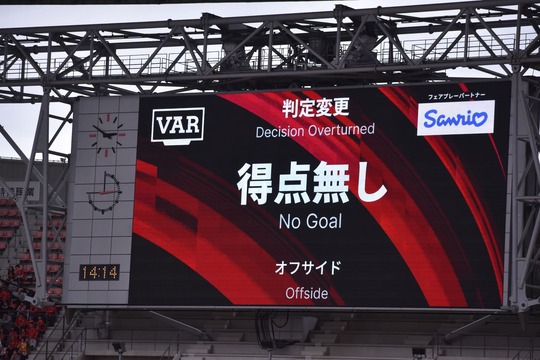 VAR
判定変更
Decision Overturned
フェアプレーパートナー
Sanrio
得点無し
No Goal
オフサイド
Offside
14:14